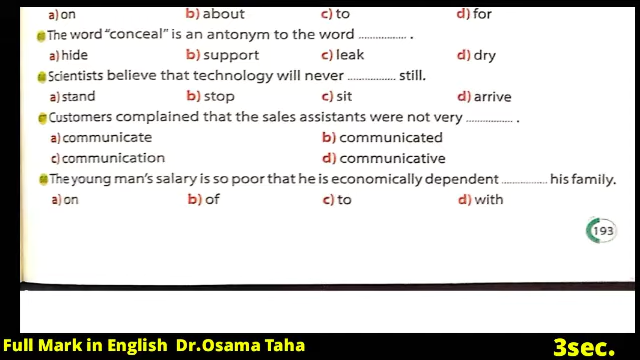 a) on b) about c) to d) for
The word "conceal" is an antonym to the word ................ .
a) hide b) support c) leak d) dry
Scientists believe that technology will never ................ still.
a) stand b) stop c) sit d) arrive
Customers complained that the sales assistants were not very ................ .
a) communicate b) communicated
c) communication d) communicative
The young man's salary is so poor that he is economically dependent ................ his family.
a) on b) of c) to d) with
193
Full Mark in English Dr.Osama Taha
3sec.